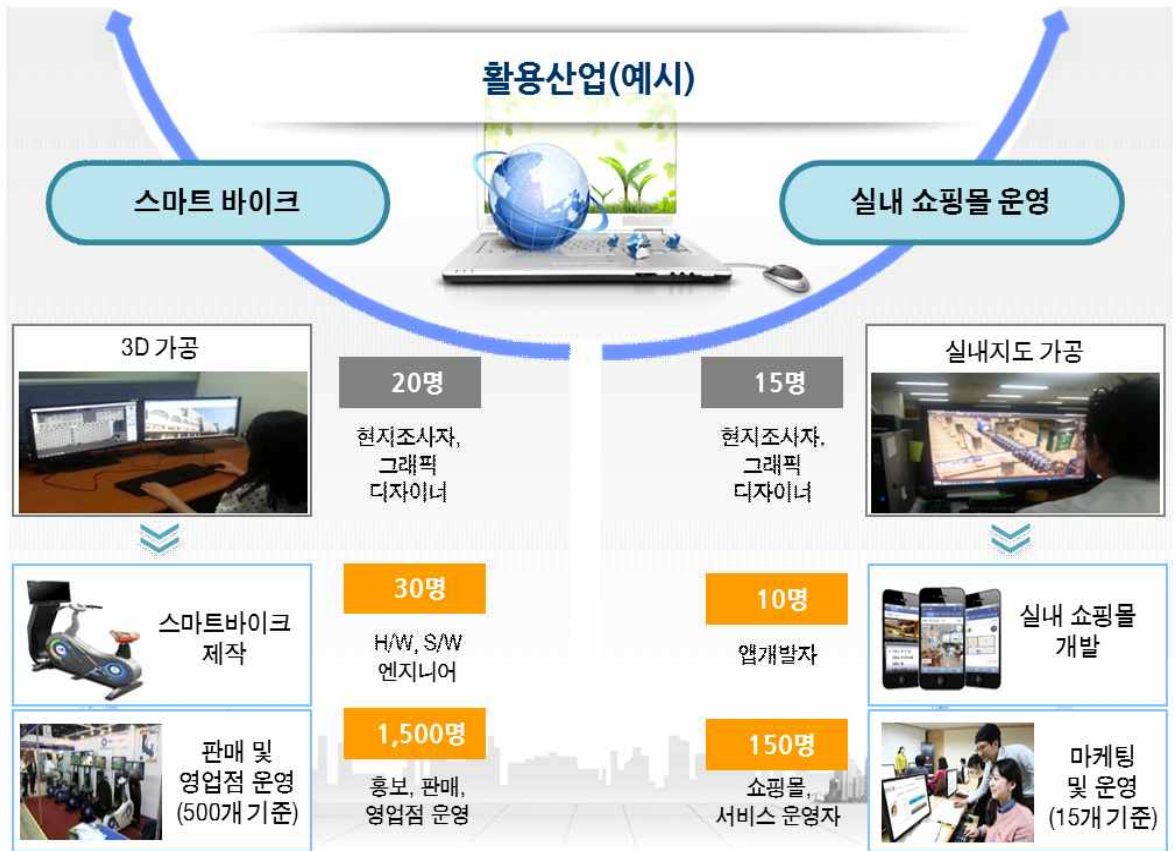 활용산업(예시)
스마트 바이크
실내 쇼핑몰 운영
3D 가공
20명
현지조사자,
그래픽
디자이너
스마트바이크
제작
30명
H/W, S/W
엔지니어
판매 및
영업점 운영
(500개 기준)
1,500명
홍보, 판매,
영업점 운영
15명
현지조사자,
그래픽
디자이너
실내지도 가공
10명
앱개발자
실내 쇼핑몰
개발
150명
쇼핑몰,
서비스 운영자
마케팅
및 운영
(15개 기준)